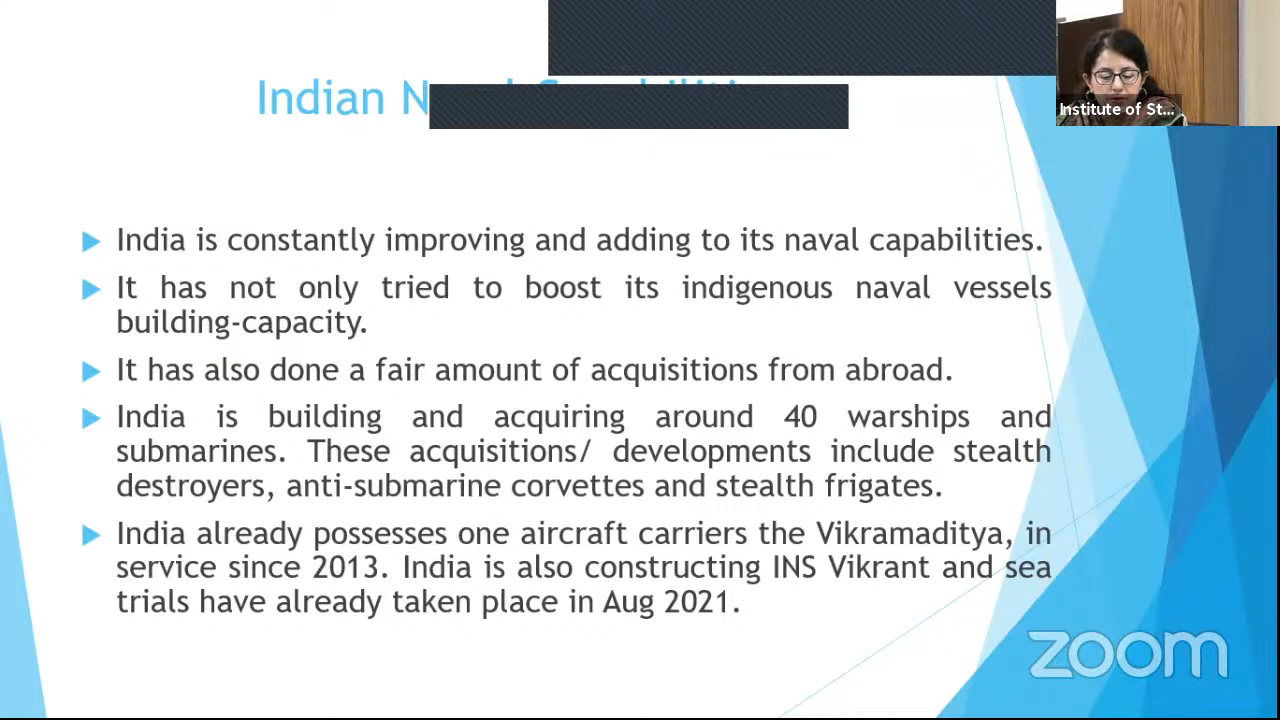 Indian
Institute of St...
India is constantly improving and adding to its naval capabilities.
It has not only tried to boost its indigenous naval vessels
building-capacity.
It has also done a fair amount of acquisitions from abroad.
India is building and acquiring around 40 warships and
submarines. These acquisitions/ developments include stealth
destroyers, anti-submarine corvettes and stealth frigates.
India already possesses one aircraft carriers the Vikramaditya, in
service since 2013. India is also constructing INS Vikrant and sea
trials have already taken place in Aug 2021.
zoom